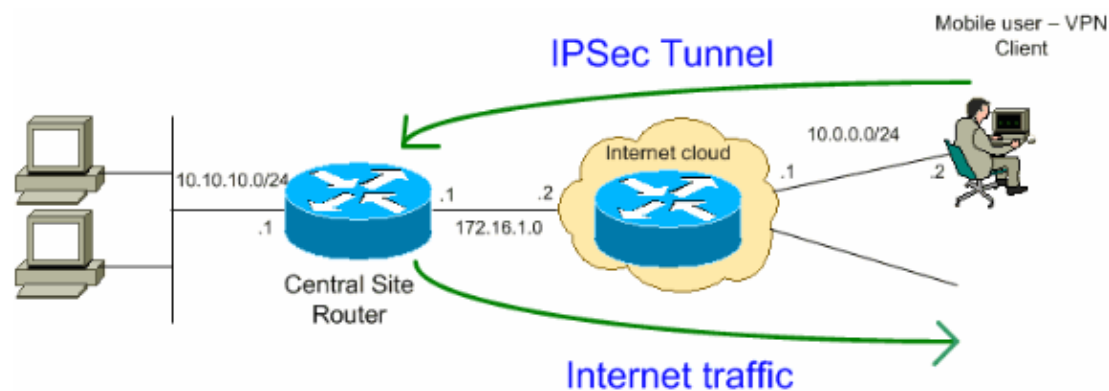 Mobile user – VPN
Client
IPSec Tunnel
10.0.0.0/24
Internet cloud
10.10.10.0/24
.1
.2
.1
.2
.1
172.16.1.0
Central Site
Router
Internet traffic